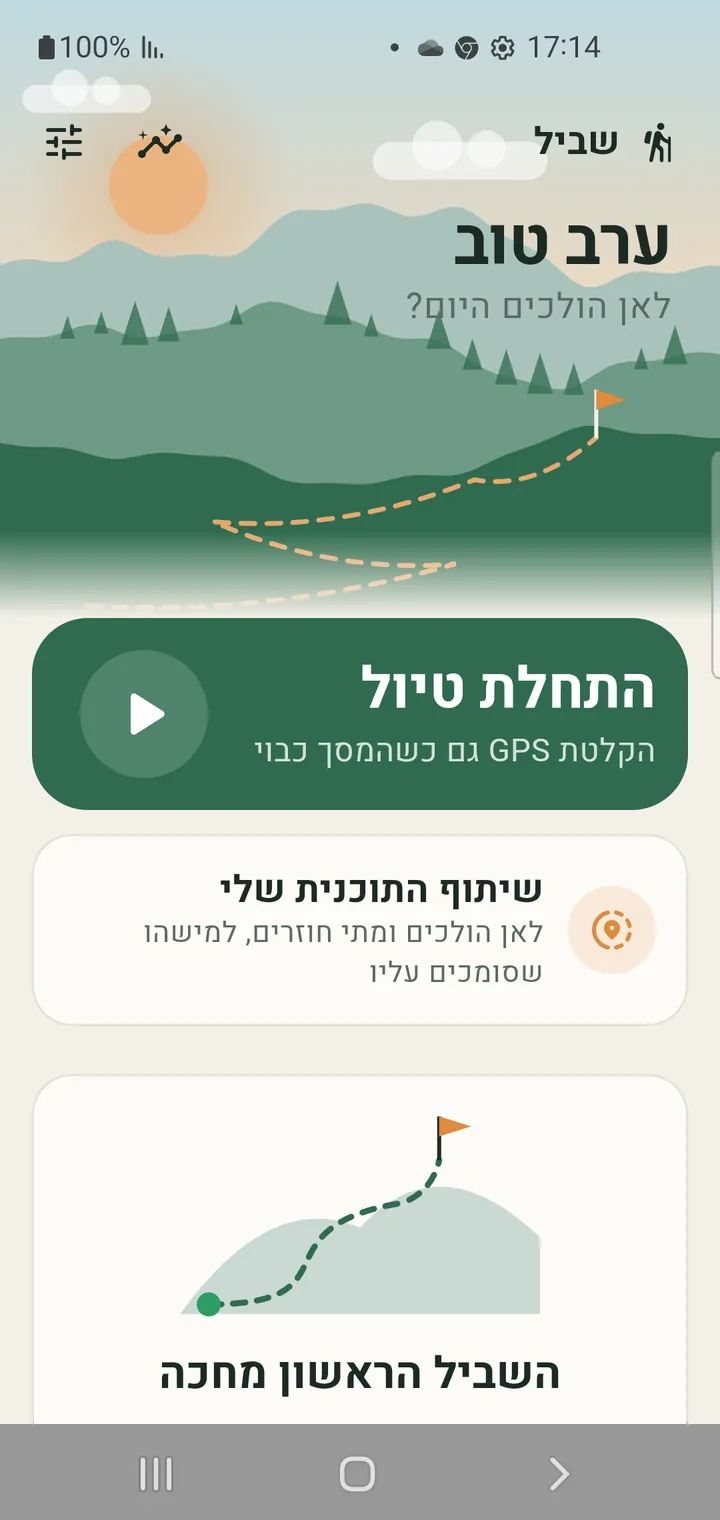 100% 17:14
שביל
ערב טוב
לאן הולכים היום?
התחלת טיול
הקלטת GPS גם כשהמסך כבוי
שיתוף התוכנית שלי
לאן הולכים ומתי חוזרים, למישהו
שסומכים עליו
השביל הראשון מחכה